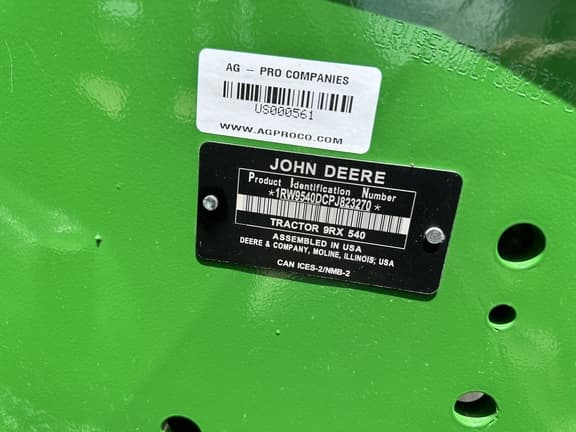 AG – PRO COMPANIES
US000561
WWW.AGPROCO.COM
JOHN DEERE
Product Identification Number
*1RW9540DCPJ823270*
TRACTOR 9RX 540
ASSEMBLED IN USA
DEERE & COMPANY, MOLINE, ILLINOIS, USA
CAN ICES-2/NMB-2